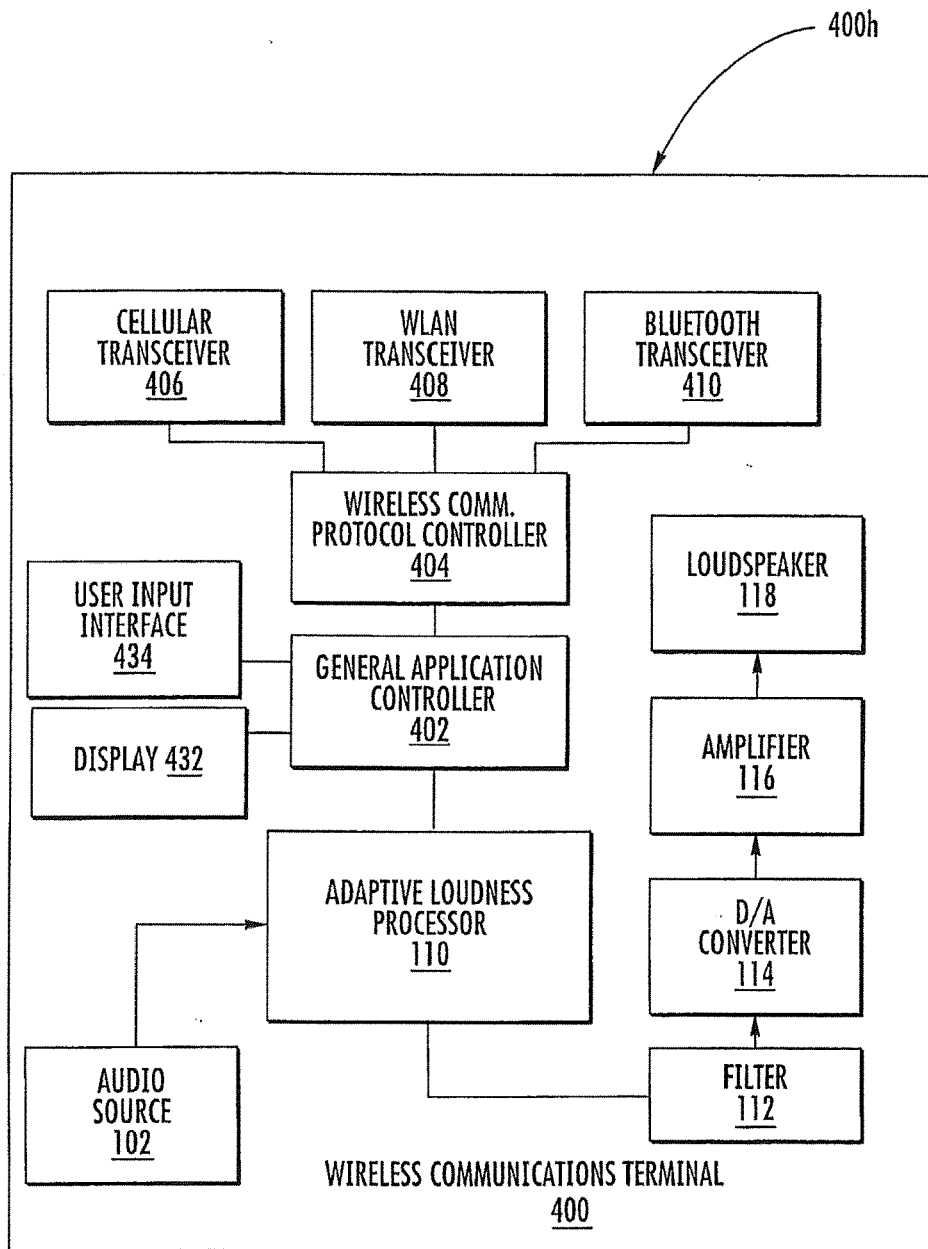 400h
CELLULAR
TRANSCEIVER
406
WLAN
TRANSCEIVER
408
BLUETOOTH
TRANSCEIVER
410
WIRELESS COMM.
PROTOCOL CONTROLLER
404
LOUDSPEAKER
118
USER INPUT
INTERFACE
434
GENERAL APPLICATION
CONTROLLER
402
DISPLAY 432
AMPLIFIER
116
ADAPTIVE LOUDNESS
PROCESSOR
110
D/A
CONVERTER
114
AUDIO
SOURCE
102
FILTER
112
WIRELESS COMMUNICATIONS TERMINAL
400